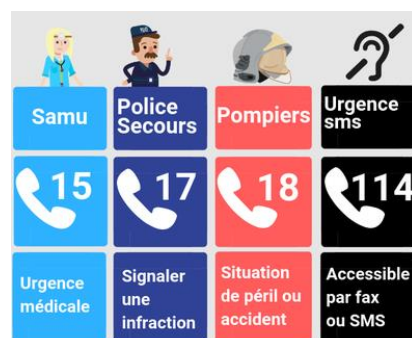 Samu
Police
Secours
Pompiers
Urgence
sms
15
17
18
114
Urgence
médicale
Signaler
une
infraction
Situation
de péril ou
accident
Accessible
par fax
ou SMS